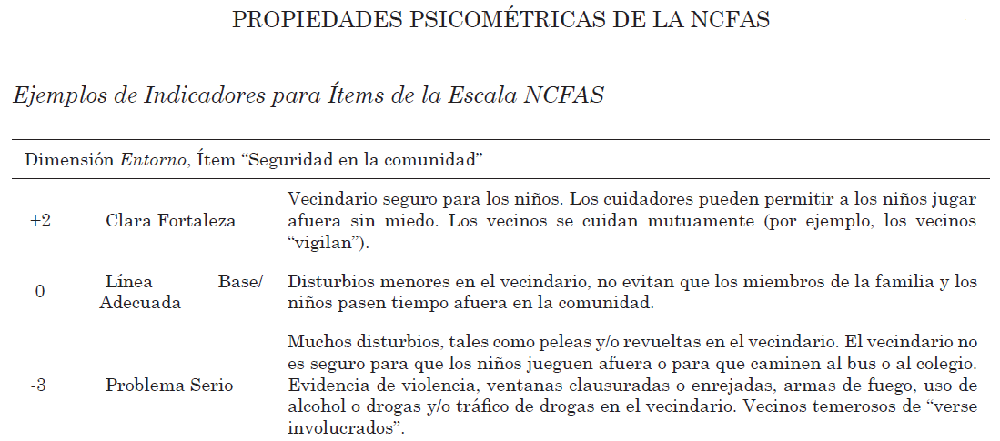 PROPIEDADES PSICOMÉTRICAS DE LA NCFAS
Ejemplos de Indicadores para Ítems de la Escala NCFAS
Dimensión Entorno, Ítem “Seguridad en la comunidad”
+2
Clara Fortaleza
Vecindario seguro para los niños. Los cuidadores pueden permitir a los niños jugar
afuera sin miedo. Los vecinos se cuidan mutuamente (por ejemplo, los vecinos
“vigilan”).
0
Línea Base/
Adecuada
Disturbios menores en el vecindario, no evitan que los miembros de la familia y los
niños pasen tiempo afuera en la comunidad.
-3
Problema Serio
Muchos disturbios, tales como peleas y/o revueltas en el vecindario. El vecindario no
es seguro para que los niños jueguen afuera o para que caminen al bus o al colegio.
Evidencia de violencia, ventanas clausuradas o enrejadas, armas de fuego, uso de
alcohol o drogas y/o tráfico de drogas en el vecindario. Vecinos temerosos de “verse
involucrados”.